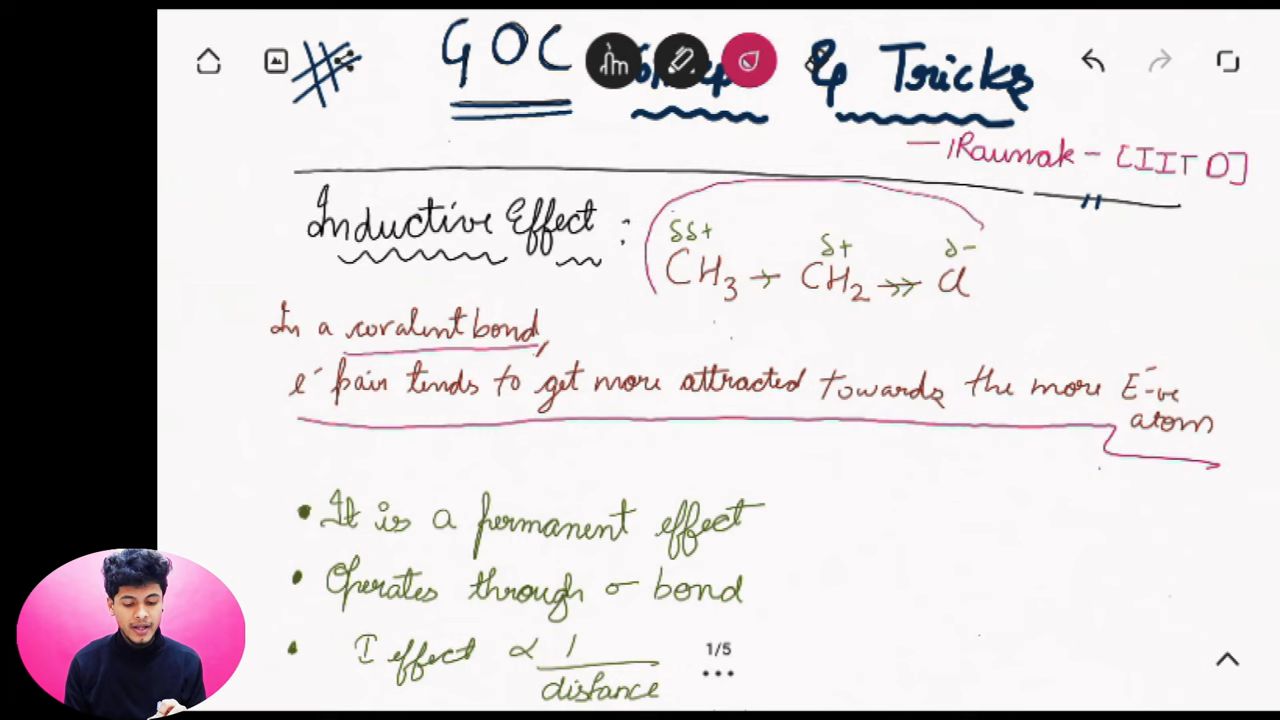 # GOC & Tricks
— Raunak - [IIT D]
Inductive Effect :
δδ+ δ+ δ-
CH3 → CH2 →→ Cl
In a covalent bond,
e⁻ pair tends to get more attracted towards the more E⁻-ve
atom
• It is a permanent effect
• Operates through σ bond
• I effect ∝ 1
distance
1/5